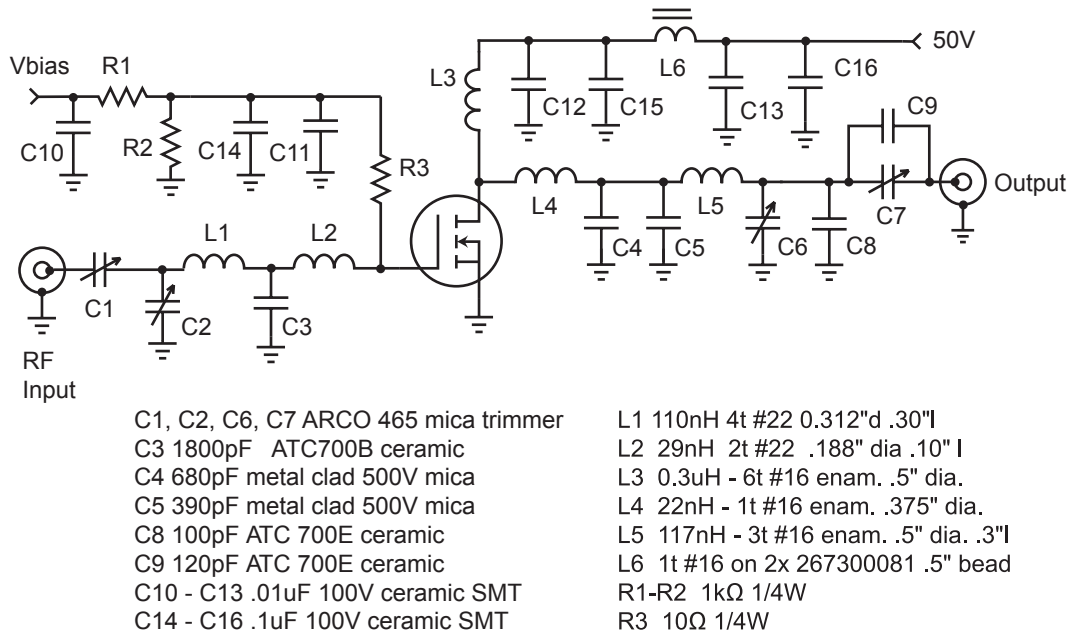 50V
Vbias
R1
L3
L6
C16
C12
C15
C13
C9
C10
R2
C14
C11
R3
Output
L4
L5
C7
C4
C5
C6
C8
L1
L2
C1
C2
C3
RF
Input
C1, C2, C6, C7 ARCO 465 mica trimmer
C3 1800pF ATC700B ceramic
C4 680pF metal clad 500V mica
C5 390pF metal clad 500V mica
C8 100pF ATC 700E ceramic
C9 120pF ATC 700E ceramic
C10 - C13 .01uF 100V ceramic SMT
C14 - C16 .1uF 100V ceramic SMT
L1 110nH 4t #22 0.312"d .30"l
L2 29nH 2t #22 .188" dia .10" l
L3 0.3uH - 6t #16 enam. .5" dia.
L4 22nH - 1t #16 enam. .375" dia.
L5 117nH - 3t #16 enam. .5" dia. .3"l
L6 1t #16 on 2x 267300081 .5" bead
R1-R2 1kΩ 1/4W
R3 10Ω 1/4W